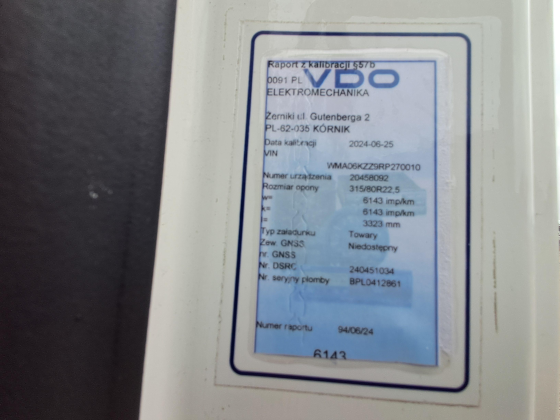 Raport z kalibracji 657b
VDO
0091 PL
ELEKTROMECHANIKA
Żerniki ul. Gutenberga 2
PL-62-035 KÓRNIK
Data kalibracji 2024-06-25
VIN
WMA06KZZ9RP270010
Numer urządzenia 20458092
Rozmiar opony 315/80R22,5
w= 6143 imp/km
k= 6143 imp/km
l= 3323 mm
Typ załadunku Towary
Zew. GNSS Niedostępny
nr. GNSS
Nr. DSRC 240451034
Nr. seryjny plomby BPL0412861
Numer raportu 94/06/24
6143